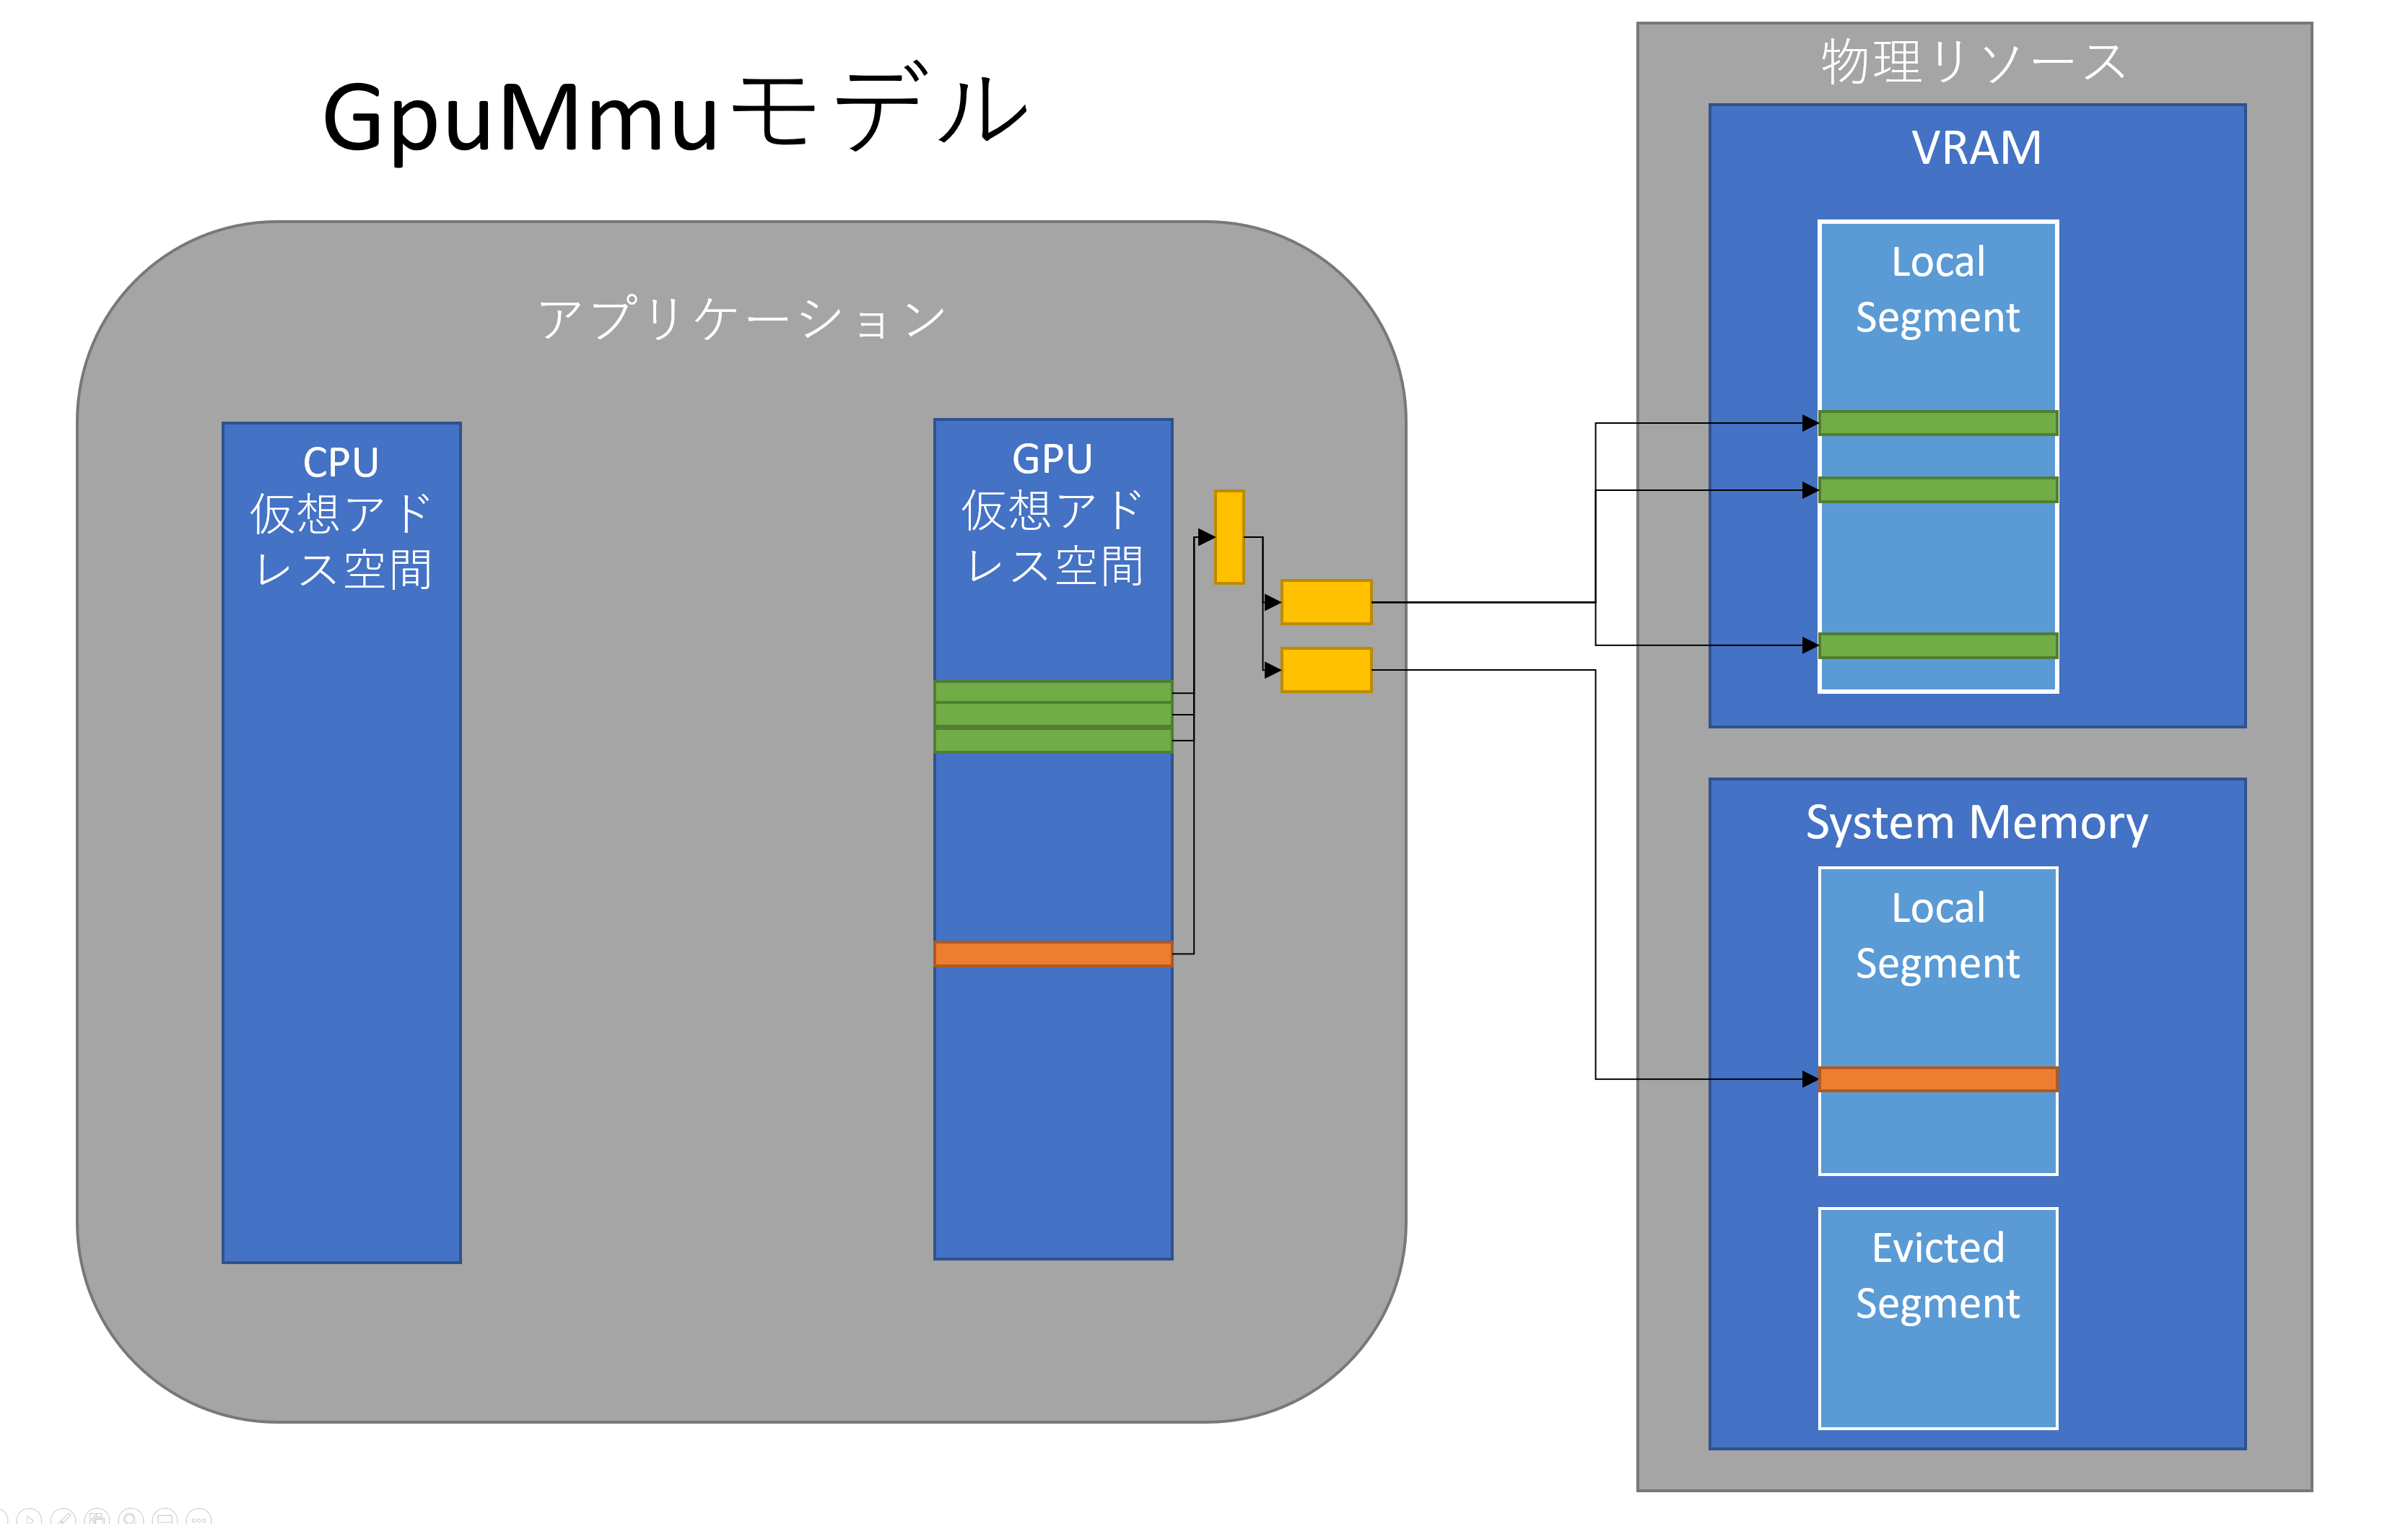 GpuMmuモデル
アプリケーション
CPU
仮想アド
レス空間
GPU
仮想アド
レス空間
物理リソース
VRAM
Local
Segment
System Memory
Local
Segment
Evicted
Segment